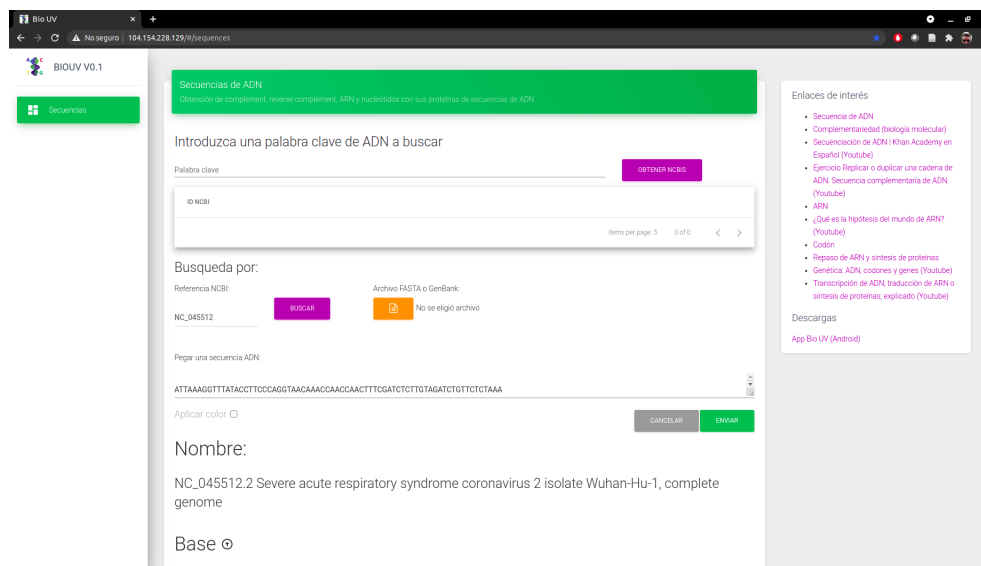 Bio UV
No seguro | 104.154.228.129/#/sequences
BIOUV V0.1
Secuencias
Secuencias de ADN
Obtención de complement, reverse complement, ARN y nucleótidos con sus proteínas de secuencias de ADN
Introduzca una palabra clave de ADN a buscar
Palabra clave
OBTENER NCBIS
ID NCBI
Items per page: 5 0 of 0
Busqueda por:
Referencia NCBI:
Archivo FASTA o GenBank:
BUSCAR
No se eligió archivo
NC_045512
Pegar una secuencia ADN:
ATTAAAGGTTTATACCTTCCCAGGTAACAAACCAACCAACTTTCGATCTCTTGTAGATCTGTTCTCTAAA
Aplicar color
CANCELAR
ENVIAR
Nombre:
NC_045512.2 Severe acute respiratory syndrome coronavirus 2 isolate Wuhan-Hu-1, complete
genome
Base
Enlaces de interés
Secuencia de ADN
Complementariedad (biología molecular)
Secuenciación de ADN | Khan Academy en
Español (Youtube)
Ejercicio Replicar o duplicar una cadena de
ADN. Secuencia complementaria de ADN.
(Youtube)
ARN
¿Qué es la hipótesis del mundo de ARN?
(Youtube)
Codón
Repaso de ARN y síntesis de proteínas
Genética: ADN, codones y genes (Youtube)
Transcripción de ADN; traducción de ARN o
síntesis de proteínas; explicado (Youtube)
Descargas
App Bio UV (Android)